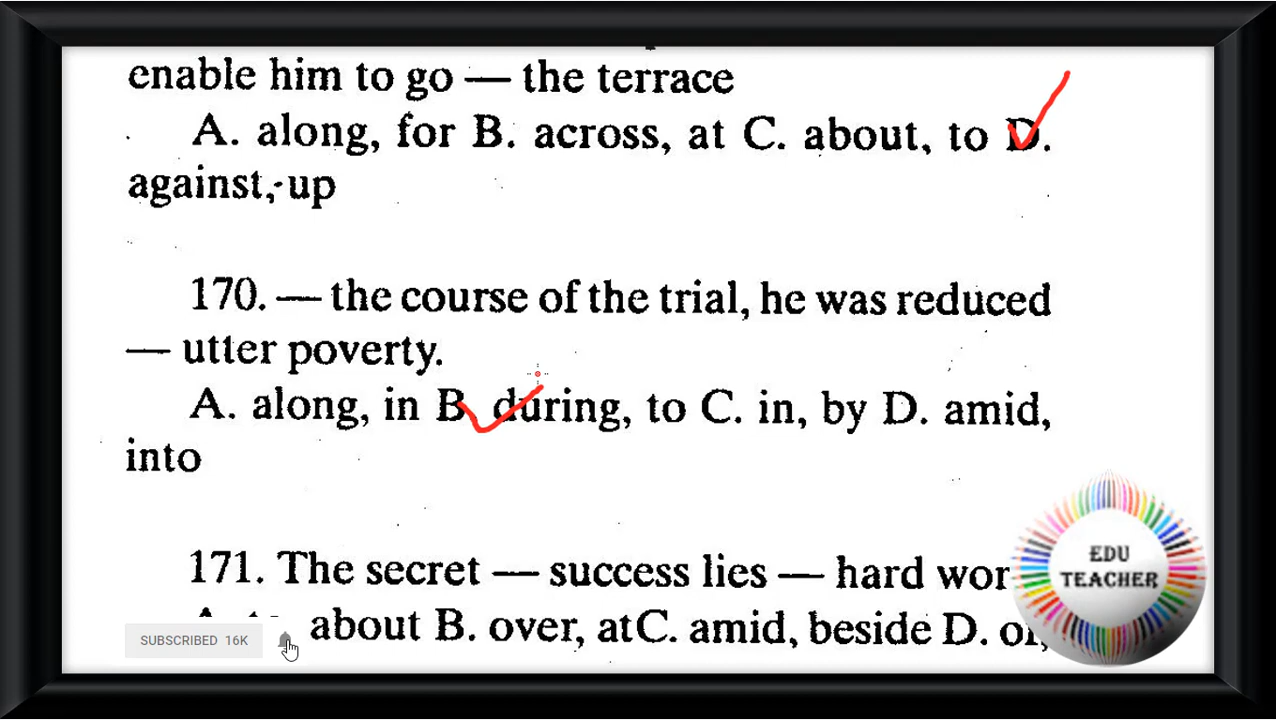 enable him to go — the terrace
A. along, for B. across, at C. about, to D.
against, up
170. — the course of the trial, he was reduced
— utter poverty.
A. along, in B. during, to C. in, by D. amid,
into
171. The secret — success lies — hard wor
about B. over, at C. amid, beside D. of,
SUBSCRIBED 16K
EDU
TEACHER